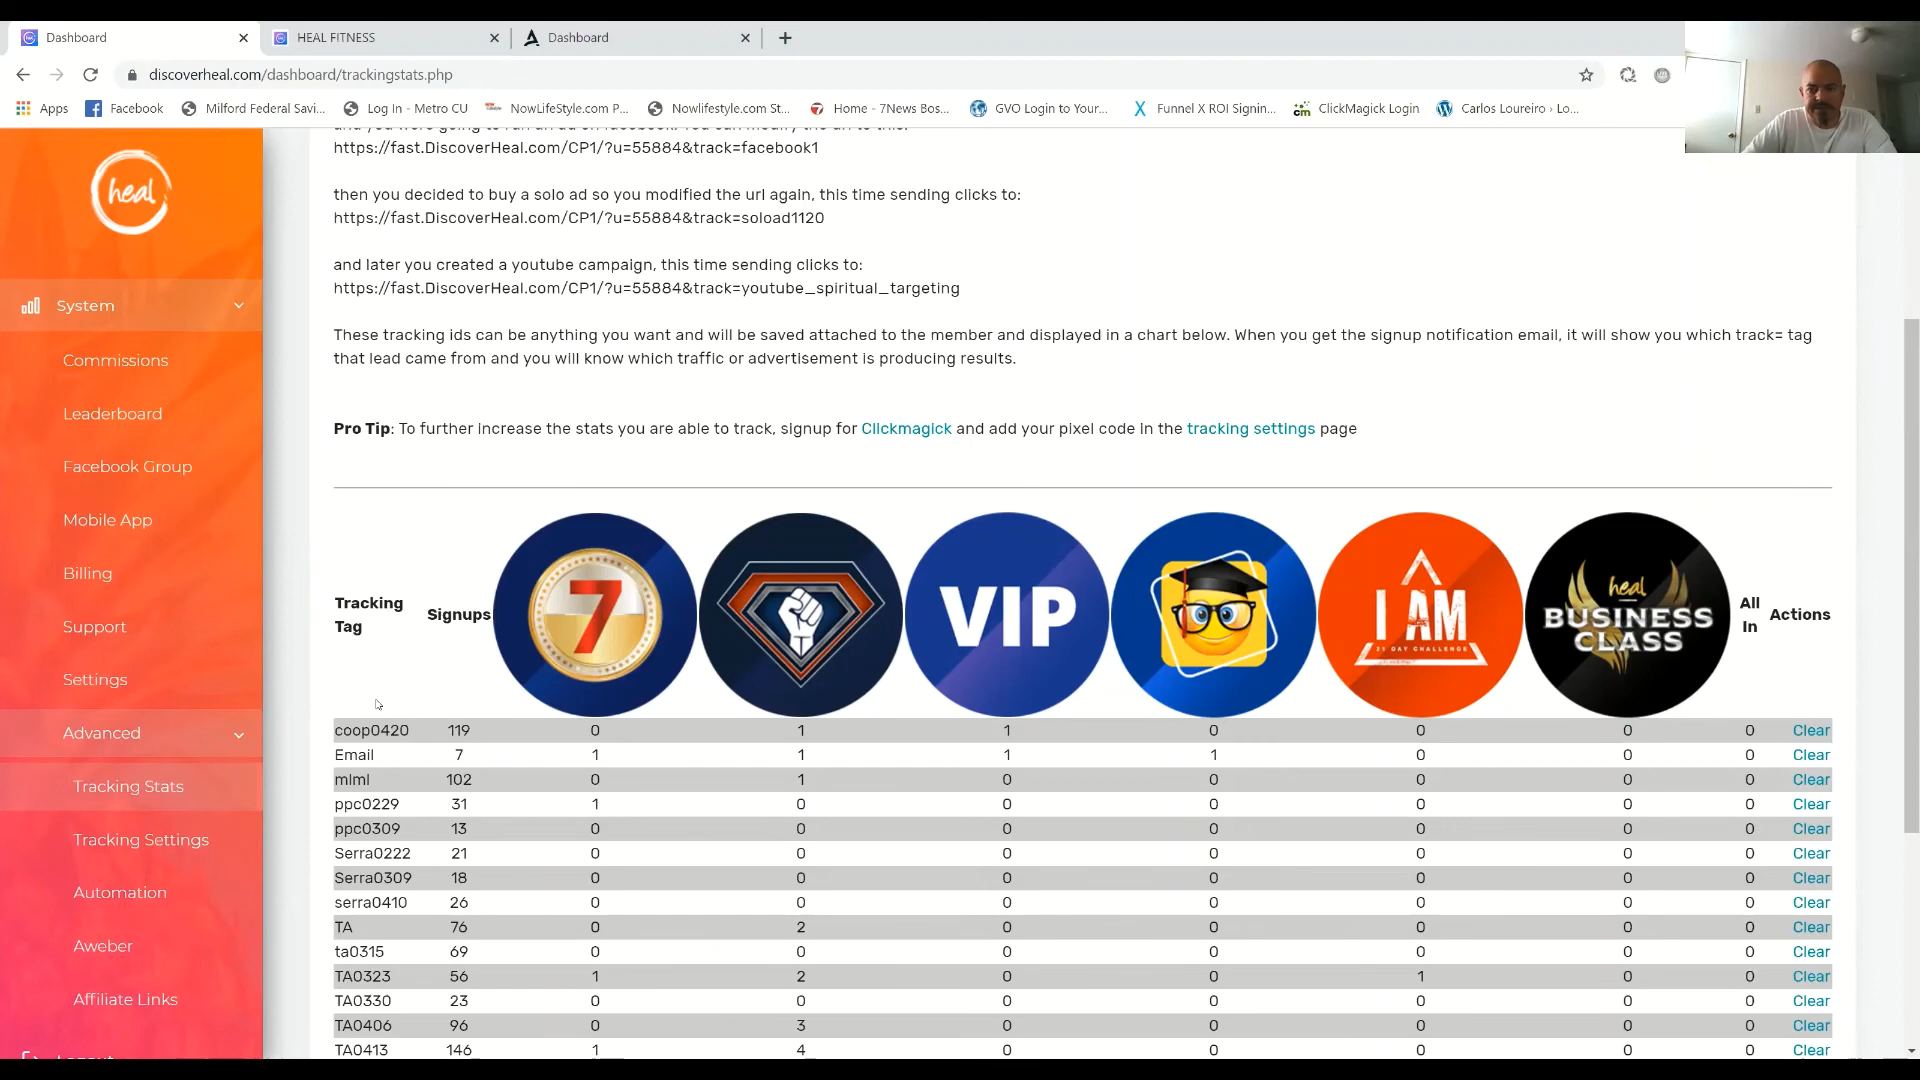 Dashboard
HEAL FITNESS
Dashboard
discoverheal.com/dashboard/trackingstats.php
Apps
Facebook
Milford Federal Savi...
Log In - Metro CU
NowLifeStyle.com P...
Nowlifestyle.com St...
Home - 7News Bos...
GVO Login to Your...
Funnel X ROI Signin...
ClickMagick Login
Carlos Loureiro › Lo...
heal
System
Commissions
Leaderboard
Facebook Group
Mobile App
Billing
Support
Settings
Advanced
Tracking Stats
Tracking Settings
Automation
Aweber
Affiliate Links
https://fast.DiscoverHeal.com/CP1/?u=55884&track=facebook1
then you decided to buy a solo ad so you modified the url again, this time sending clicks to:
https://fast.DiscoverHeal.com/CP1/?u=55884&track=soload1120
and later you created a youtube campaign, this time sending clicks to:
https://fast.DiscoverHeal.com/CP1/?u=55884&track=youtube_spiritual_targeting
These tracking ids can be anything you want and will be saved attached to the member and displayed in a chart below. When you get the signup notification email, it will show you which track= tag
that lead came from and you will know which traffic or advertisement is producing results.
Pro Tip: To further increase the stats you are able to track, signup for Clickmagick and add your pixel code in the tracking settings page
Tracking Tag Signups 7 VIP I AM 21 DAY CHALLENGE heal BUSINESS CLASS All In Actions
coop0420 119 0 1 1 0 0 0 0 Clear
Email 7 1 1 1 1 0 0 0 Clear
mlml 102 0 1 0 0 0 0 0 Clear
ppc0229 31 1 0 0 0 0 0 0 Clear
ppc0309 13 0 0 0 0 0 0 0 Clear
Serra0222 21 0 0 0 0 0 0 0 Clear
Serra0309 18 0 0 0 0 0 0 0 Clear
serra0410 26 0 0 0 0 0 0 0 Clear
TA 76 0 2 0 0 0 0 0 Clear
ta0315 69 0 0 0 0 0 0 0 Clear
TA0323 56 1 2 0 0 1 0 0 Clear
TA0330 23 0 0 0 0 0 0 0 Clear
TA0406 96 0 3 0 0 0 0 0 Clear
TA0413 146 1 4 0 0 0 0 0 Clear